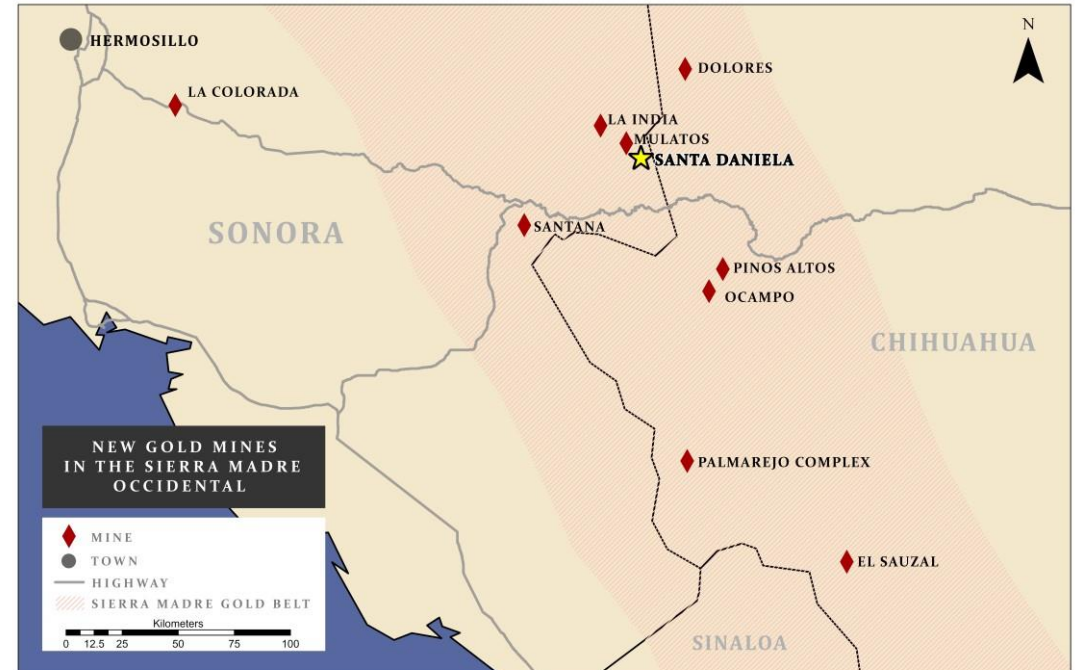 N
HERMOSILLO
DOLORES
LA COLORADA
LA INDIA
MULATOS
SANTA DANIELA
SONORA
SANTANA
PINOS ALTOS
OCAMPO
CHIHUAHUA
PALMAREJO COMPLEX
EL SAUZAL
SINALOA
NEW GOLD MINES
IN THE SIERRA MADRE
OCCIDENTAL
MINE
TOWN
HIGHWAY
SIERRA MADRE GOLD BELT
Kilometers
0 12.5 25 50 75 100